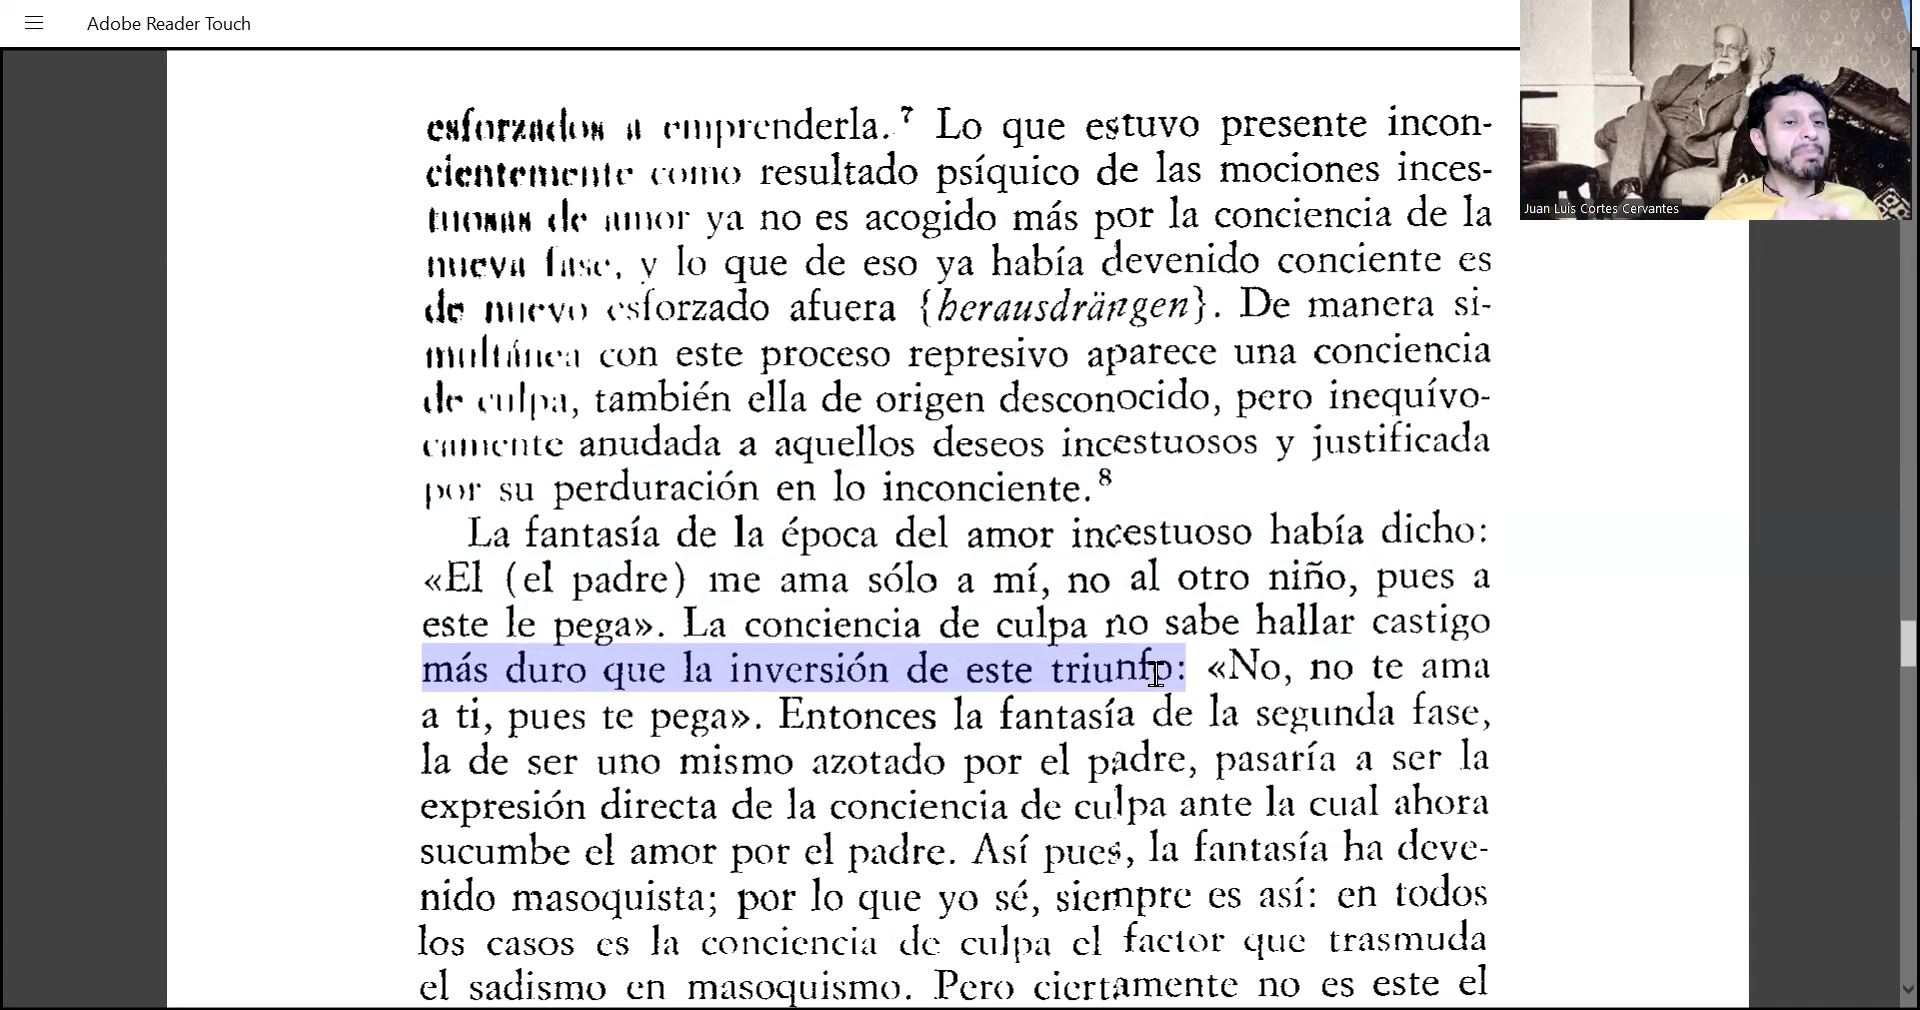 Adobe Reader Touch
Juan Luis Cortes Cervantes
esforzados a emprenderla.⁷ Lo que estuvo presente incon-
cientemente como resultado psíquico de las mociones inces-
tuosas de amor ya no es acogido más por la conciencia de la
nueva fase, y lo que de eso ya había devenido conciente es
de nuevo esforzado afuera {herausdrängen}. De manera si-
multánea con este proceso represivo aparece una conciencia
de culpa, también ella de origen desconocido, pero inequívo-
camente anudada a aquellos deseos incestuosos y justificada
por su perduración en lo inconciente.⁸
La fantasía de la época del amor incestuoso había dicho:
«El (el padre) me ama sólo a mí, no al otro niño, pues a
este le pega». La conciencia de culpa no sabe hallar castigo
más duro que la inversión de este triunfo: «No, no te ama
a ti, pues te pega». Entonces la fantasía de la segunda fase,
la de ser uno mismo azotado por el padre, pasaría a ser la
expresión directa de la conciencia de culpa ante la cual ahora
sucumbe el amor por el padre. Así pues, la fantasía ha deve-
nido masoquista; por lo que yo sé, siempre es así: en todos
los casos es la conciencia de culpa el factor que trasmuda
el sadismo en masoquismo. Pero ciertamente no es este el